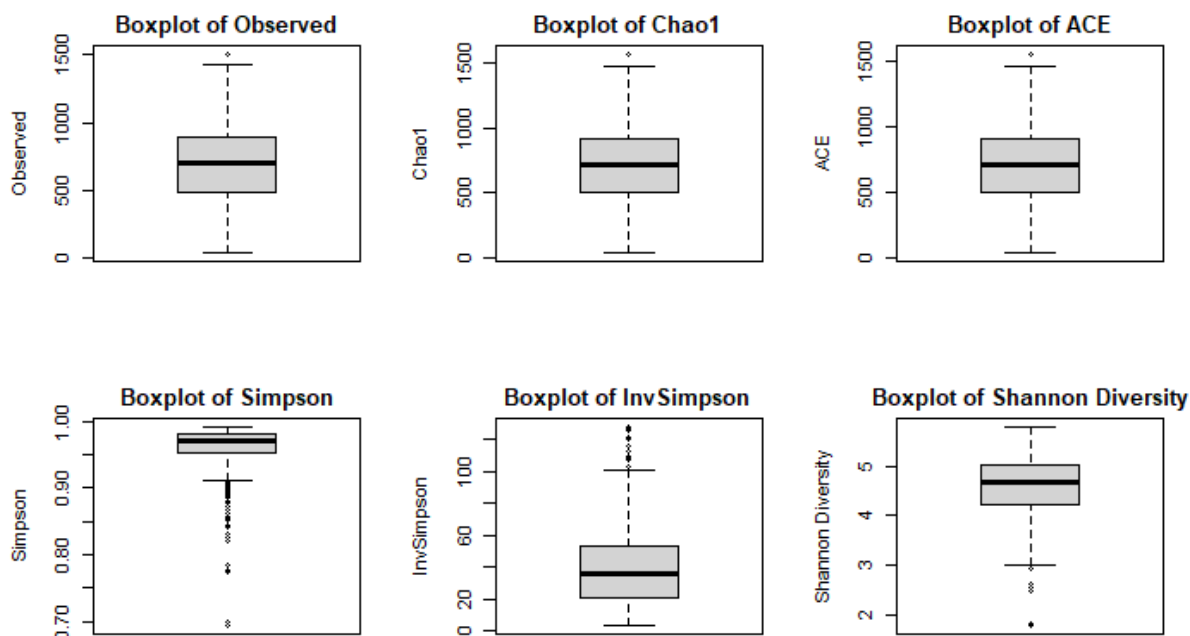 Boxplot of Observed
Observed
1500
1000
500
0
Boxplot of Chao1
Chao1
1500
1000
500
0
Boxplot of ACE
ACE
1500
1000
500
0
Boxplot of Simpson
Simpson
1.00
0.90
0.80
0.70
Boxplot of InvSimpson
InvSimpson
100
60
20
0
Boxplot of Shannon Diversity
Shannon Diversity
5
4
3
2